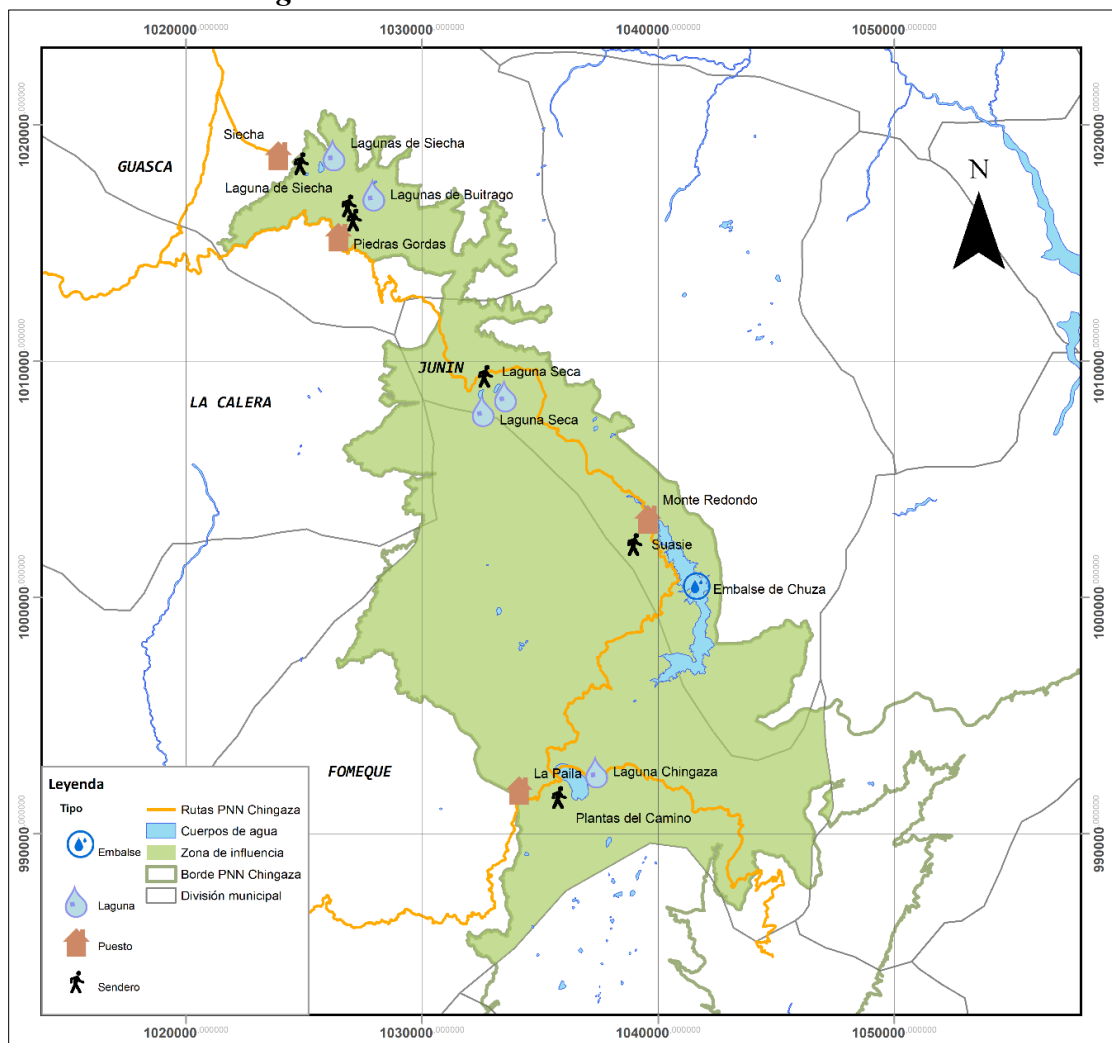 g
1020000,000000 1030000,000000 1040000,000000 1050000,000000
1020000,000000
1020000,000000
Siecha
Lagunas de Siecha
GUASCA
Laguna de Siecha
Lagunas de Buitrago
N
Piedras Gordas
1010000,000000
1010000,000000
JUNIN
Laguna Seca
LA CALERA
Laguna Seca
Monte Redondo
Suasie
Embalse de Chuza
1000000,000000
1000000,000000
FOMEQUE
La Paila
Laguna Chingaza
Plantas del Camino
990000,000000
990000,000000
Leyenda
Tipo
Embalse
Laguna
Puesto
Sendero
Rutas PNN Chingaza
Cuerpos de agua
Zona de influencia
Borde PNN Chingaza
División municipal
1020000,000000 1030000,000000 1040000,000000 1050000,000000